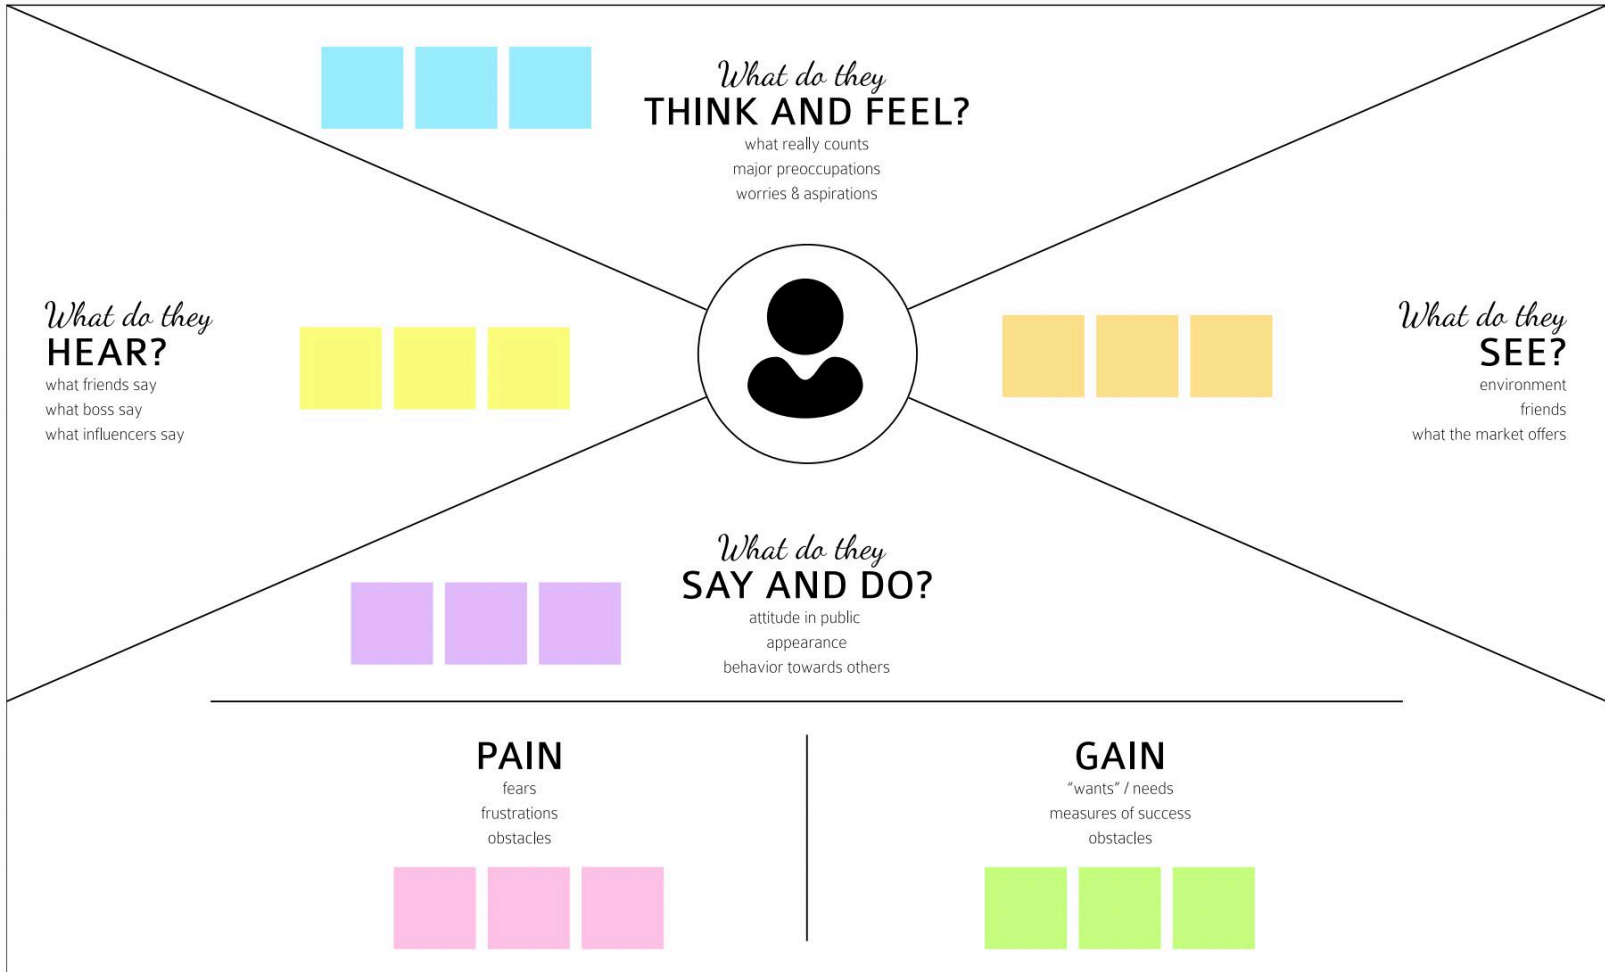 What do they
THINK AND FEEL?
what really counts
major preoccupations
worries & aspirations
What do they
HEAR?
what friends say
what boss say
what influencers say
What do they
SEE?
environment
friends
what the market offers
What do they
SAY AND DO?
attitude in public
appearance
behavior towards others
PAIN
fears
frustrations
obstacles
GAIN
“wants” / needs
measures of success
obstacles